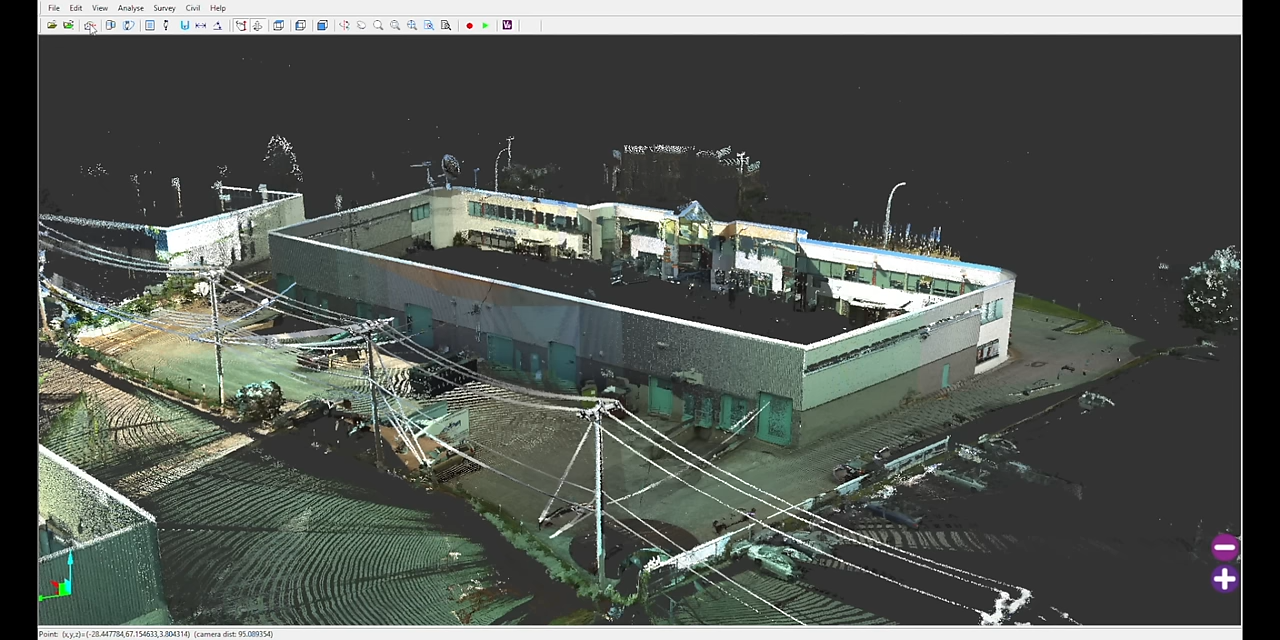 File Edit View Analyse Survey Civil Help
Point: (x,y,z)=(-28.447784,67.154633,3.804314) (camera dist: 95.089354)